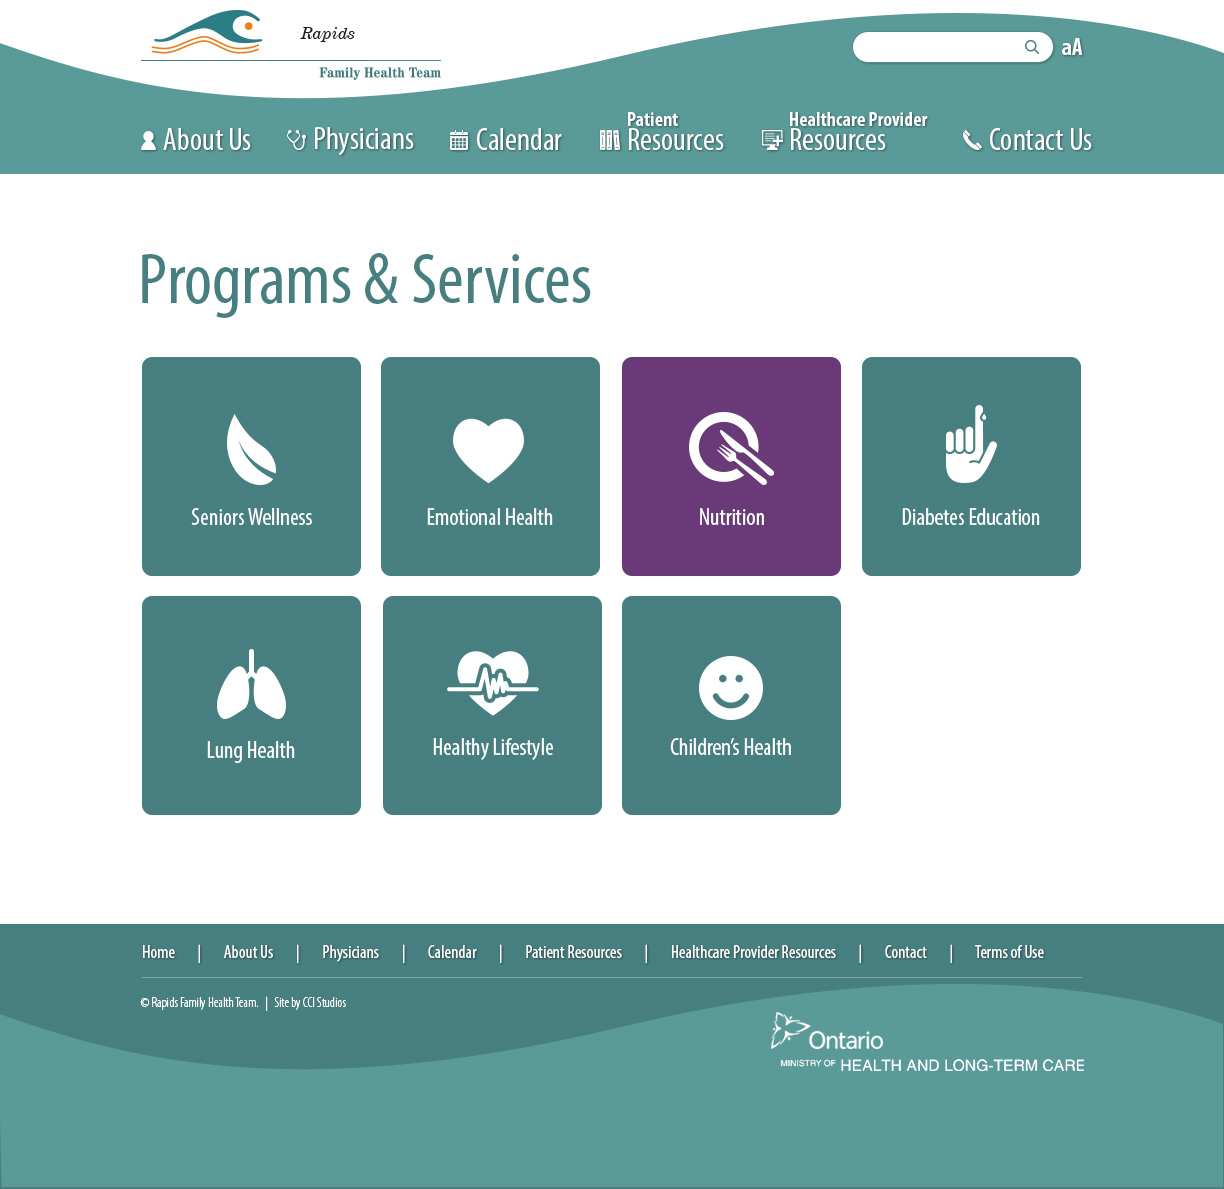 Rapids
Family Health Team
aA
About Us
Physicians
Calendar
Patient
Resources
Healthcare Provider
Resources
Contact Us
Programs & Services
Seniors Wellness
Emotional Health
Nutrition
Diabetes Education
Lung Health
Healthy Lifestyle
Children’s Health
Home | About Us | Physicians | Calendar | Patient Resources | Healthcare Provider Resources | Contact | Terms of Use
© Rapids Family Health Team. | Site by CCI Studios
Ontario
MINISTRY OF HEALTH AND LONG-TERM CARE